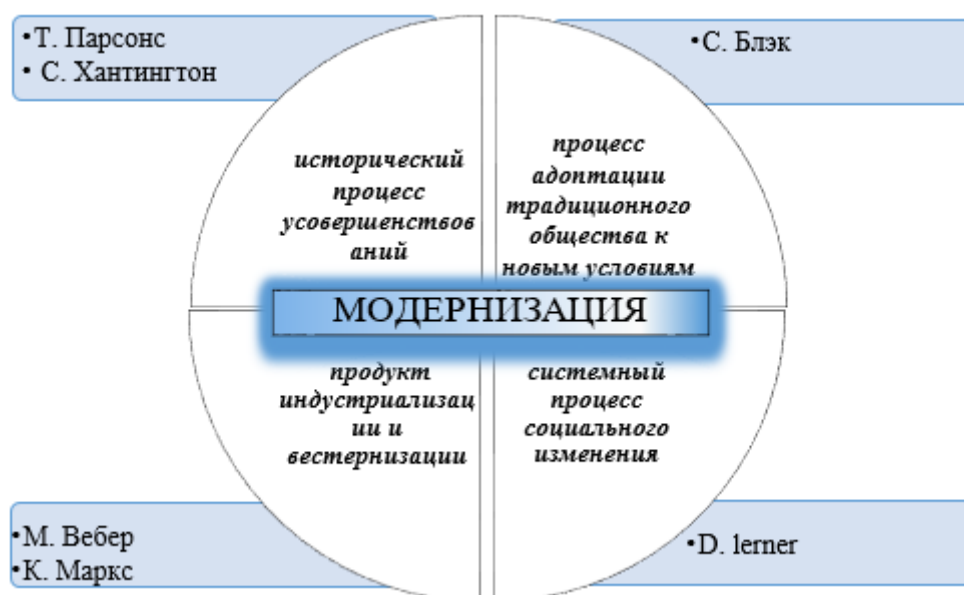 •Т. Парсонс
• С. Хантингтон
•С. Блэк
исторический
процесс
усовершенствов
аний
процесс
адоптации
традиционного
общества к
новым условиям
МОДЕРНИЗАЦИЯ
продукт
индустриализац
ии и
вестернизации
системный
процесс
социального
изменения
•М. Вебер
•К. Маркс
•D. lerner